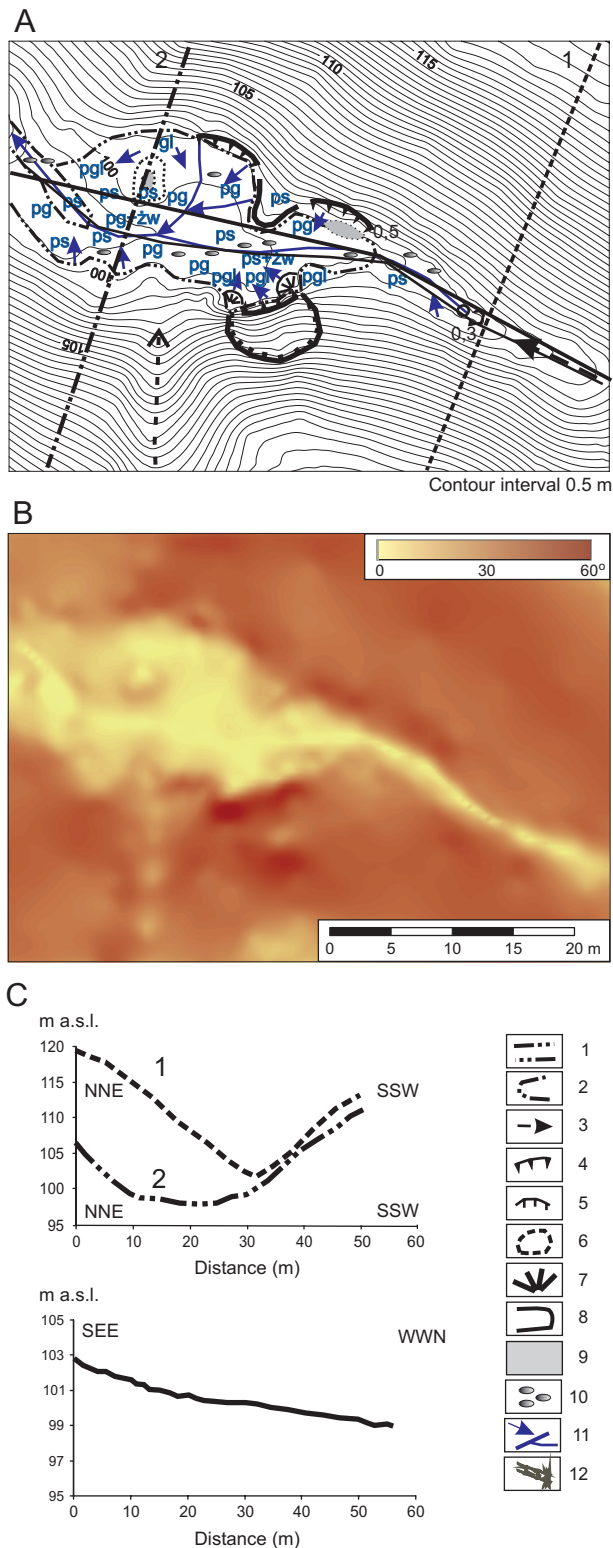 A
2
110
115
1
105
gl
pgl
100
pg
ps
ps
ps
pg
pg
ps
pg
0,5
pg+żw
ps
ps
ps
pg
ps+żw
pg
pgl
pgl
pgl
ps
00
0,3
105
Contour interval 0.5 m
B
0 30 60º
0 5 10 15 20 m
C
m a.s.l.
120
115
110
105
100
95
1
NNE
SSW
2
NNE
SSW
0 10 20 30 40 50 60
Distance (m)
m a.s.l.
105
103
101
99
97
95
SEE
WWN
0 10 20 30 40 50 60
Distance (m)
1
2
3
4
5
6
7
8
9
10
11
12